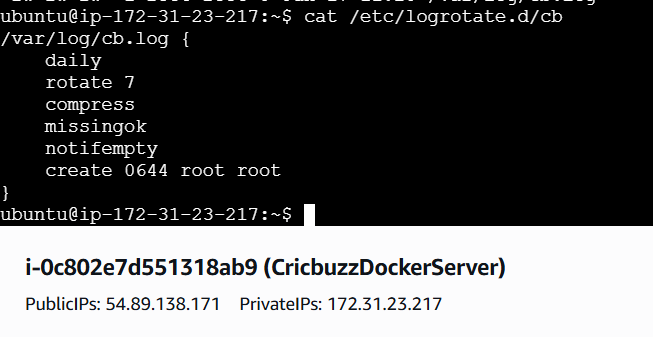 ubuntu@ip-172-31-23-217:~$ cat /etc/logrotate.d/cb
/var/log/cb.log {
    daily
    rotate 7
    compress
    missingok
    notifempty
    create 0644 root root
}
ubuntu@ip-172-31-23-217:~$
i-0c802e7d551318ab9 (CricbuzzDockerServer)
PublicIPs: 54.89.138.171 PrivateIPs: 172.31.23.217